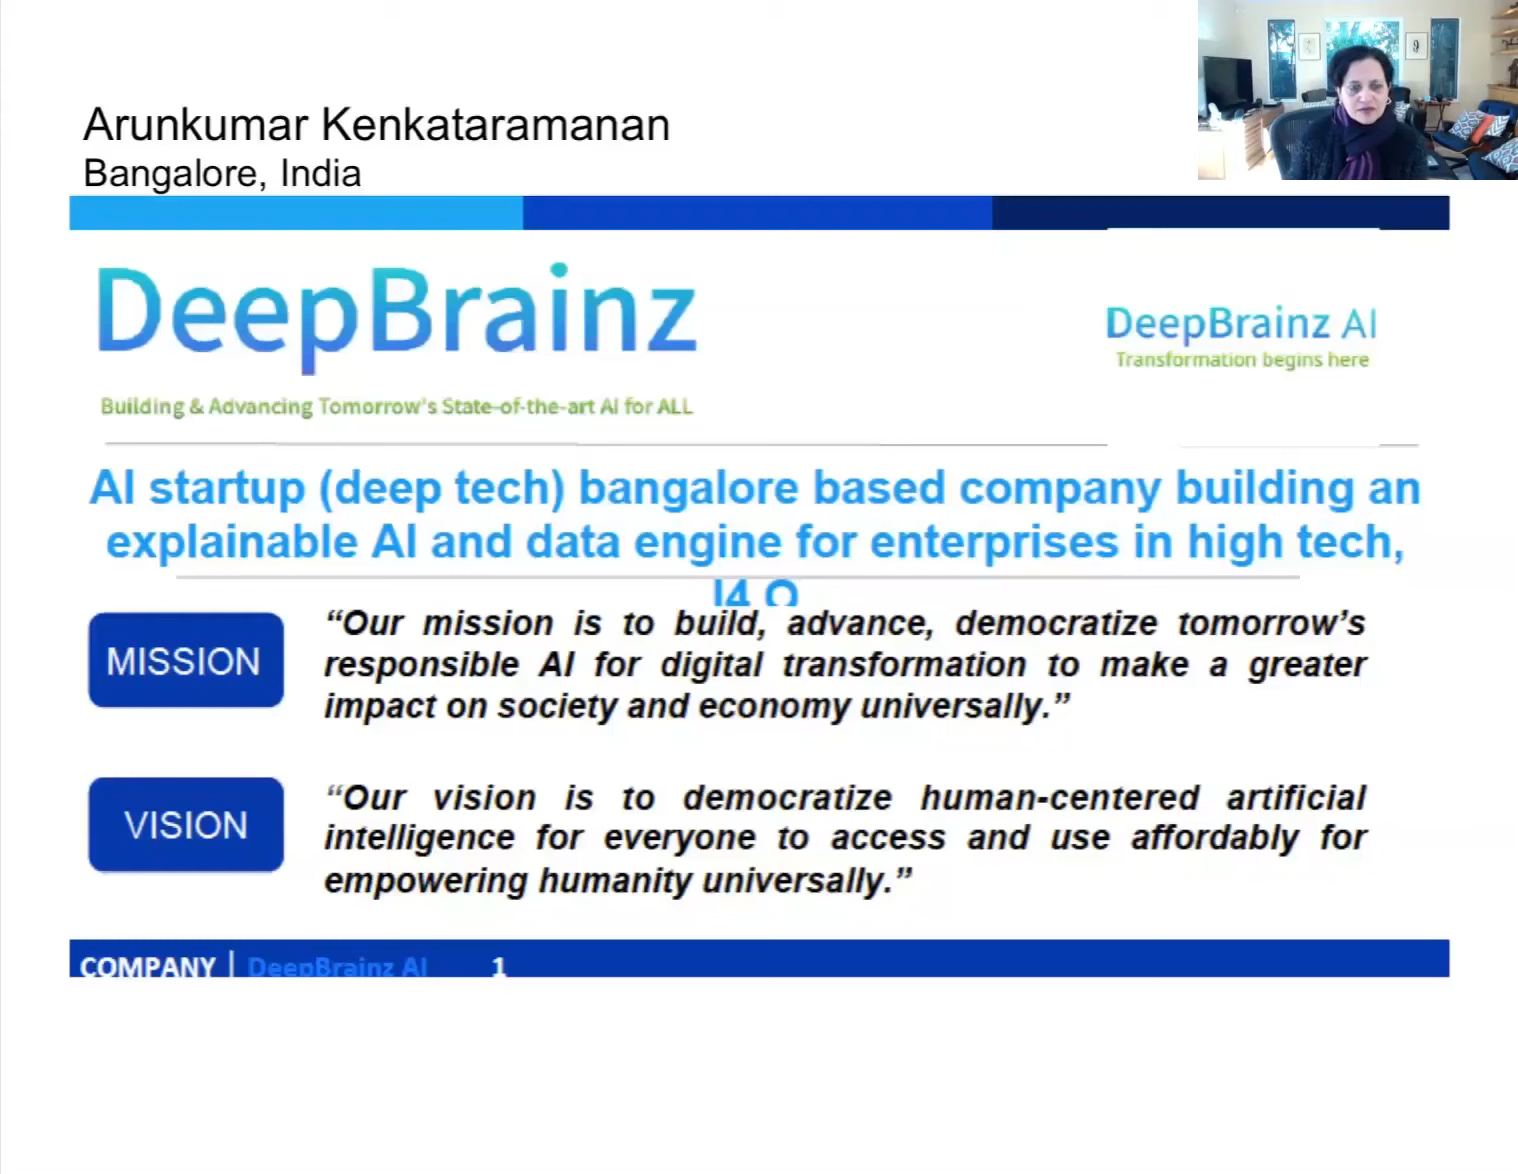 Arunkumar Kenkataramanan
Bangalore, India
DeepBrainz
Building & Advancing Tomorrow's State-of-the-art AI for ALL
DeepBrainz AI
Transformation begins here
AI startup (deep tech) bangalore based company building an
explainable AI and data engine for enterprises in high tech,
MISSION
“Our mission is to build, advance, democratize tomorrow’s
responsible AI for digital transformation to make a greater
impact on society and economy universally.”
VISION
“Our vision is to democratize human-centered artificial
intelligence for everyone to access and use affordably for
empowering humanity universally.”
COMPANY | DeepBrainz AI 1